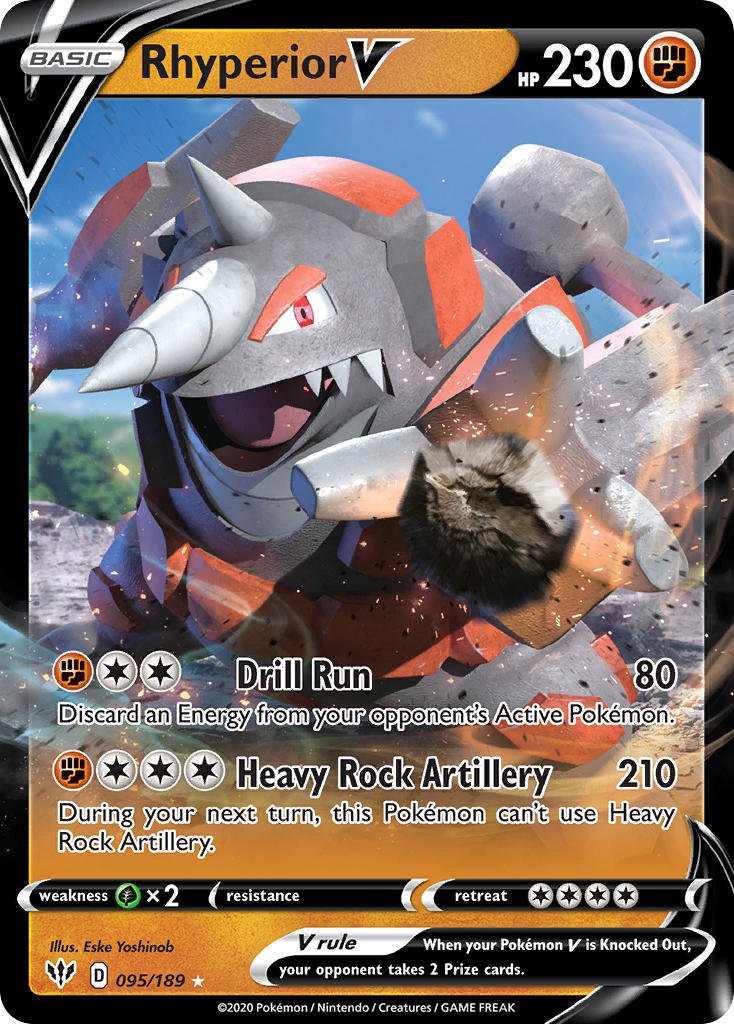 BASIC
Rhyperior V
HP 230
Drill Run 80
Discard an Energy from your opponent's Active Pokémon.
Heavy Rock Artillery 210
During your next turn, this Pokémon can't use Heavy
Rock Artillery.
weakness ×2 resistance retreat
Illus. Eske Yoshinob
V rule
When your Pokémon V is Knocked Out,
your opponent takes 2 Prize cards.
D 095/189
©2020 Pokémon / Nintendo / Creatures / GAME FREAK